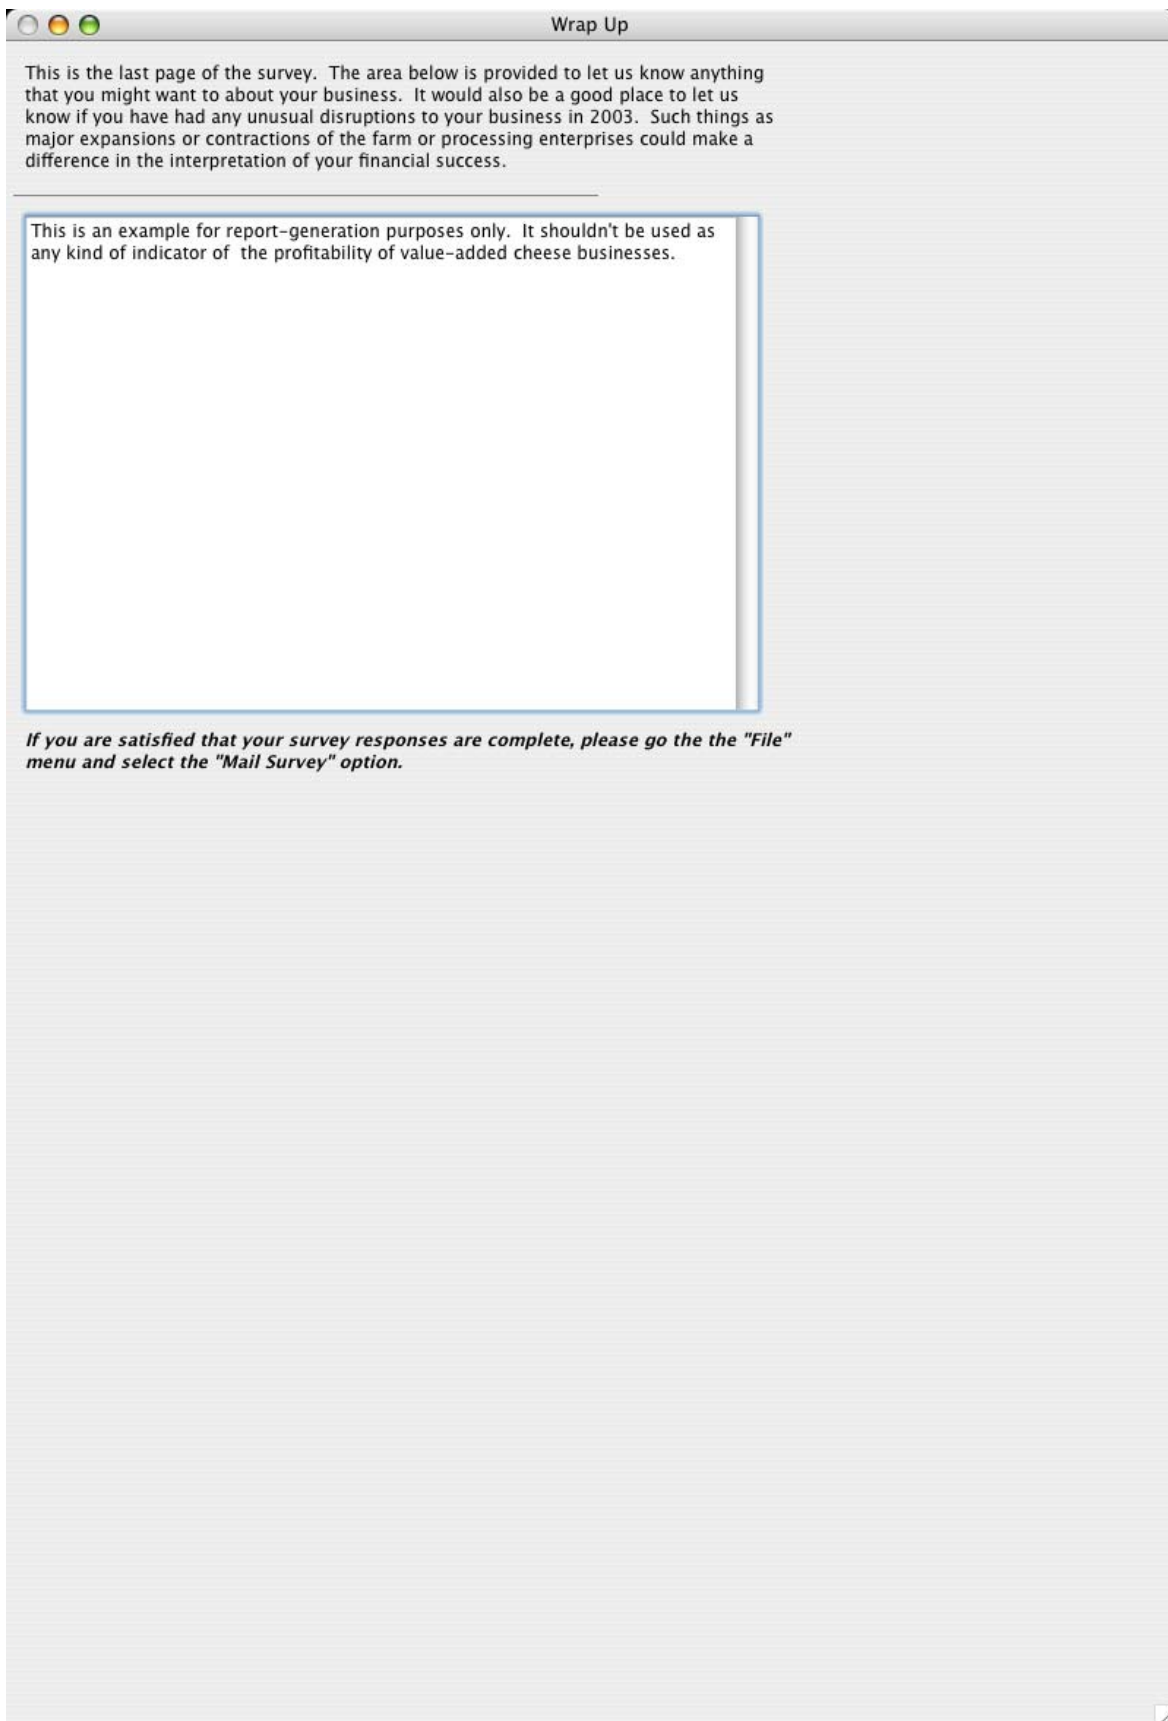 Wrap Up
This is the last page of the survey.  The area below is provided to let us know anything
that you might want to about your business.  It would also be a good place to let us
know if you have had any unusual disruptions to your business in 2003.  Such things as
major expansions or contractions of the farm or processing enterprises could make a
difference in the interpretation of your financial success.
This is an example for report-generation purposes only.  It shouldn't be used as
any kind of indicator of  the profitability of value-added cheese businesses.
If you are satisfied that your survey responses are complete, please go the the "File"
menu and select the "Mail Survey" option.